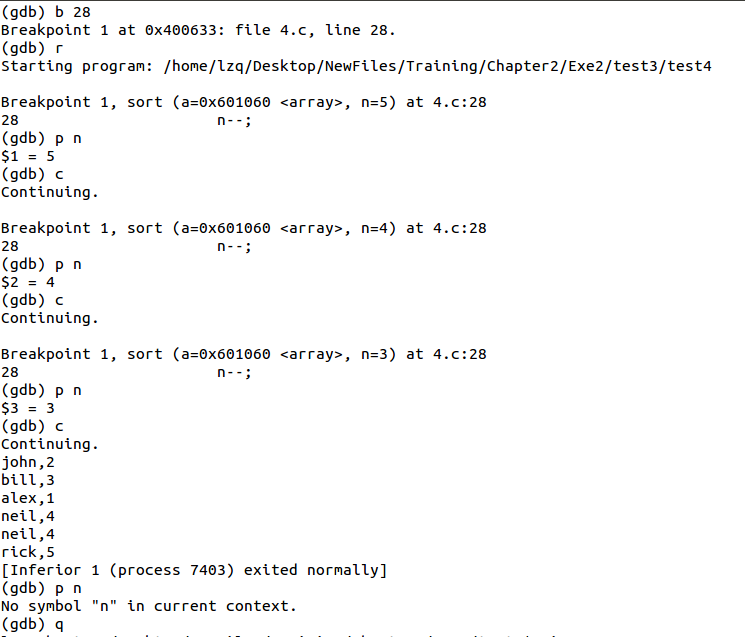 (gdb) b 28
Breakpoint 1 at 0x400633: file 4.c, line 28.
(gdb) r
Starting program: /home/lzq/Desktop/NewFiles/Training/Chapter2/Exe2/test3/test4
Breakpoint 1, sort (a=0x601060 <array>, n=5) at 4.c:28
28                      n--;
(gdb) p n
$1 = 5
(gdb) c
Continuing.
Breakpoint 1, sort (a=0x601060 <array>, n=4) at 4.c:28
28                      n--;
(gdb) p n
$2 = 4
(gdb) c
Continuing.
Breakpoint 1, sort (a=0x601060 <array>, n=3) at 4.c:28
28                      n--;
(gdb) p n
$3 = 3
(gdb) c
Continuing.
john,2
bill,3
alex,1
neil,4
neil,4
rick,5
[Inferior 1 (process 7403) exited normally]
(gdb) p n
No symbol "n" in current context.
(gdb) q